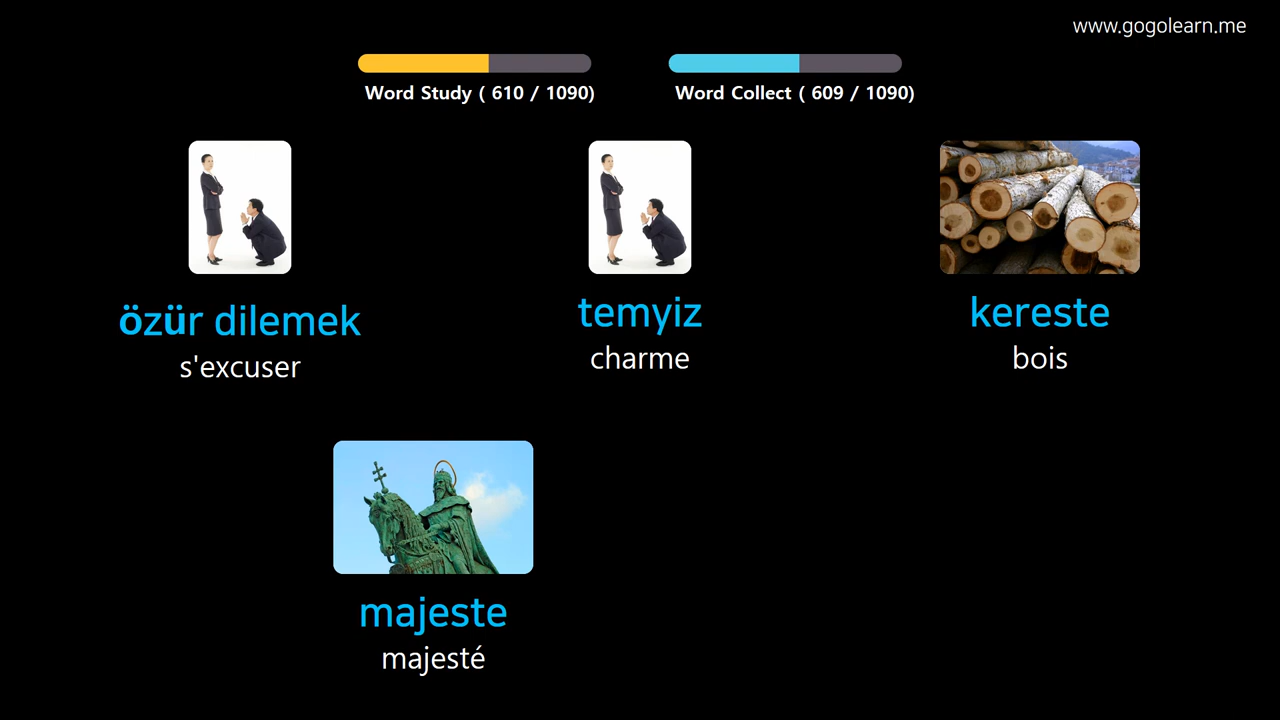 www.gogolearn.me
Word Study ( 610 / 1090)
Word Collect ( 609 / 1090)
özür dilemek
s'excuser
temyiz
charme
kereste
bois
majeste
majesté